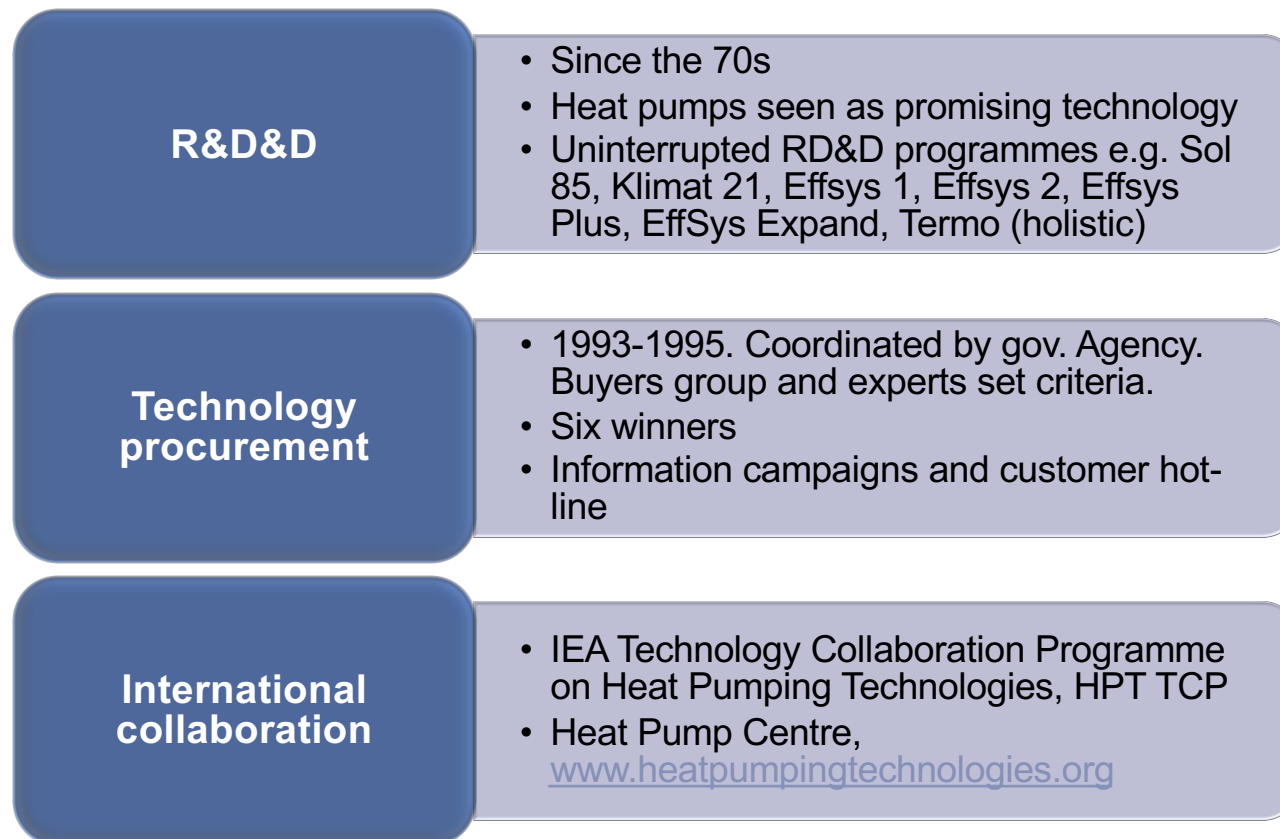 R&D&D
• Since the 70s
• Heat pumps seen as promising technology
• Uninterrupted RD&D programmes e.g. Sol
85, Klimat 21, Effsys 1, Effsys 2, Effsys
Plus, EffSys Expand, Termo (holistic)
Technology
procurement
• 1993-1995. Coordinated by gov. Agency.
Buyers group and experts set criteria.
• Six winners
• Information campaigns and customer hot-
line
International
collaboration
• IEA Technology Collaboration Programme
on Heat Pumping Technologies, HPT TCP
• Heat Pump Centre,
www.heatpumpingtechnologies.org